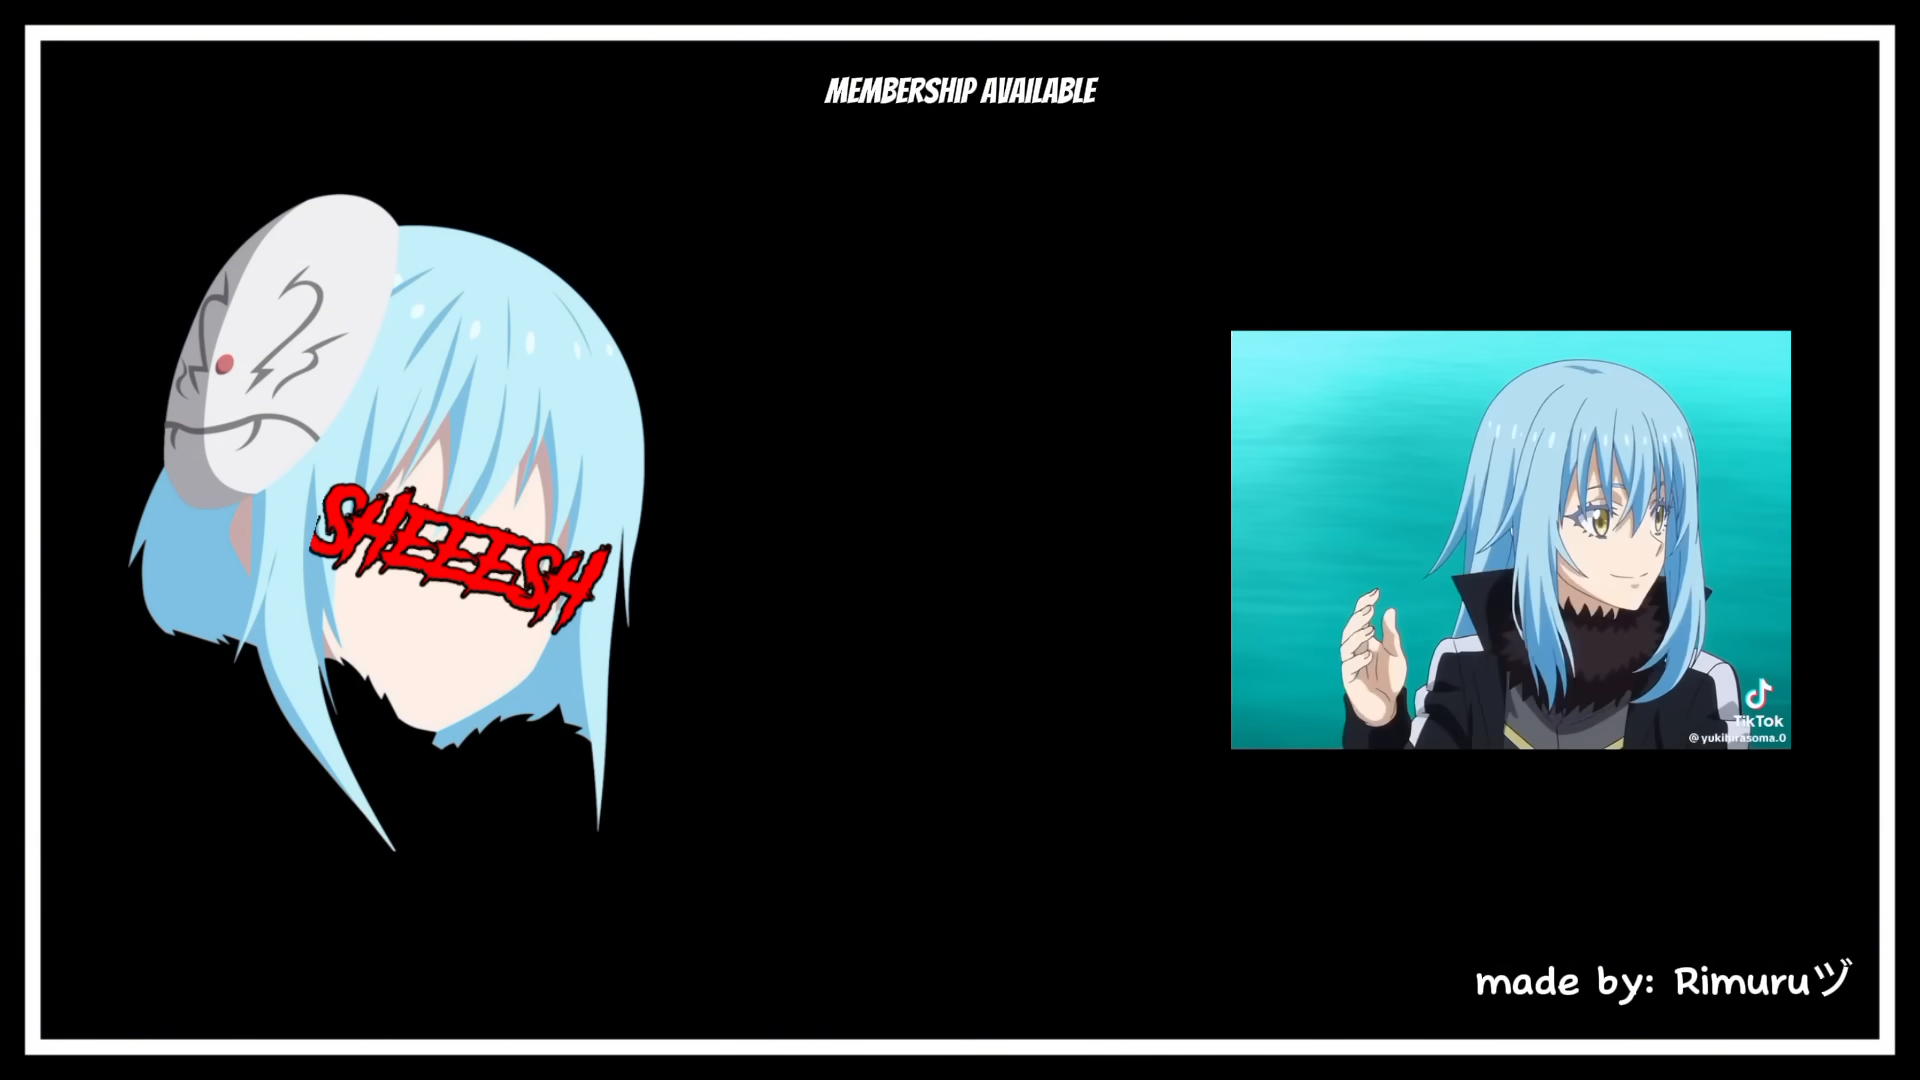 MEMBERSHIP AVAILABLE
SHEEESH
TikTok
@yukihirasoma.0
made by: Rimuruヅ